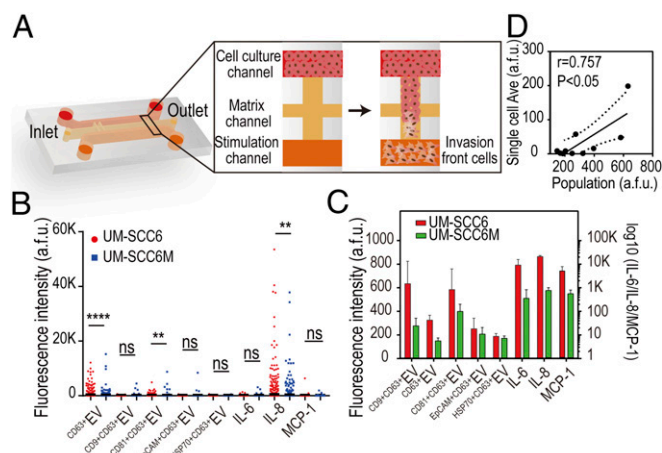 A
Cell culture
channel
Matrix
channel
Stimulation
channel
Invasion
front cells
Inlet
Outlet
D
Single cell Ave (a.f.u.)
300
200
100
0
r=0.757
P<0.05
200 400 600 800
Population (a.f.u.)
B
Fluorescence intensity (a.f.u.)
60K
40K
20K
0
UM-SCC6
UM-SCC6M
****
ns
**
ns
ns
ns
**
ns
CD63+EV
CD9+CD63+EV
CD81+CD63+EV
EpCAM+CD63+EV
HSP70+CD63+EV
IL-6
IL-8
MCP-1
C
Fluorescence intensity (a.f.u.)
1000
800
600
400
200
0
UM-SCC6
UM-SCC6M
log10 (IL-6/IL-8/MCP-1)
100K
10K
1K
100
10
1
CD9+CD63+EV
CD63+EV
CD81+CD63+EV
EpCAM+CD63+EV
HSP70+CD63+EV
IL-6
IL-8
MCP-1